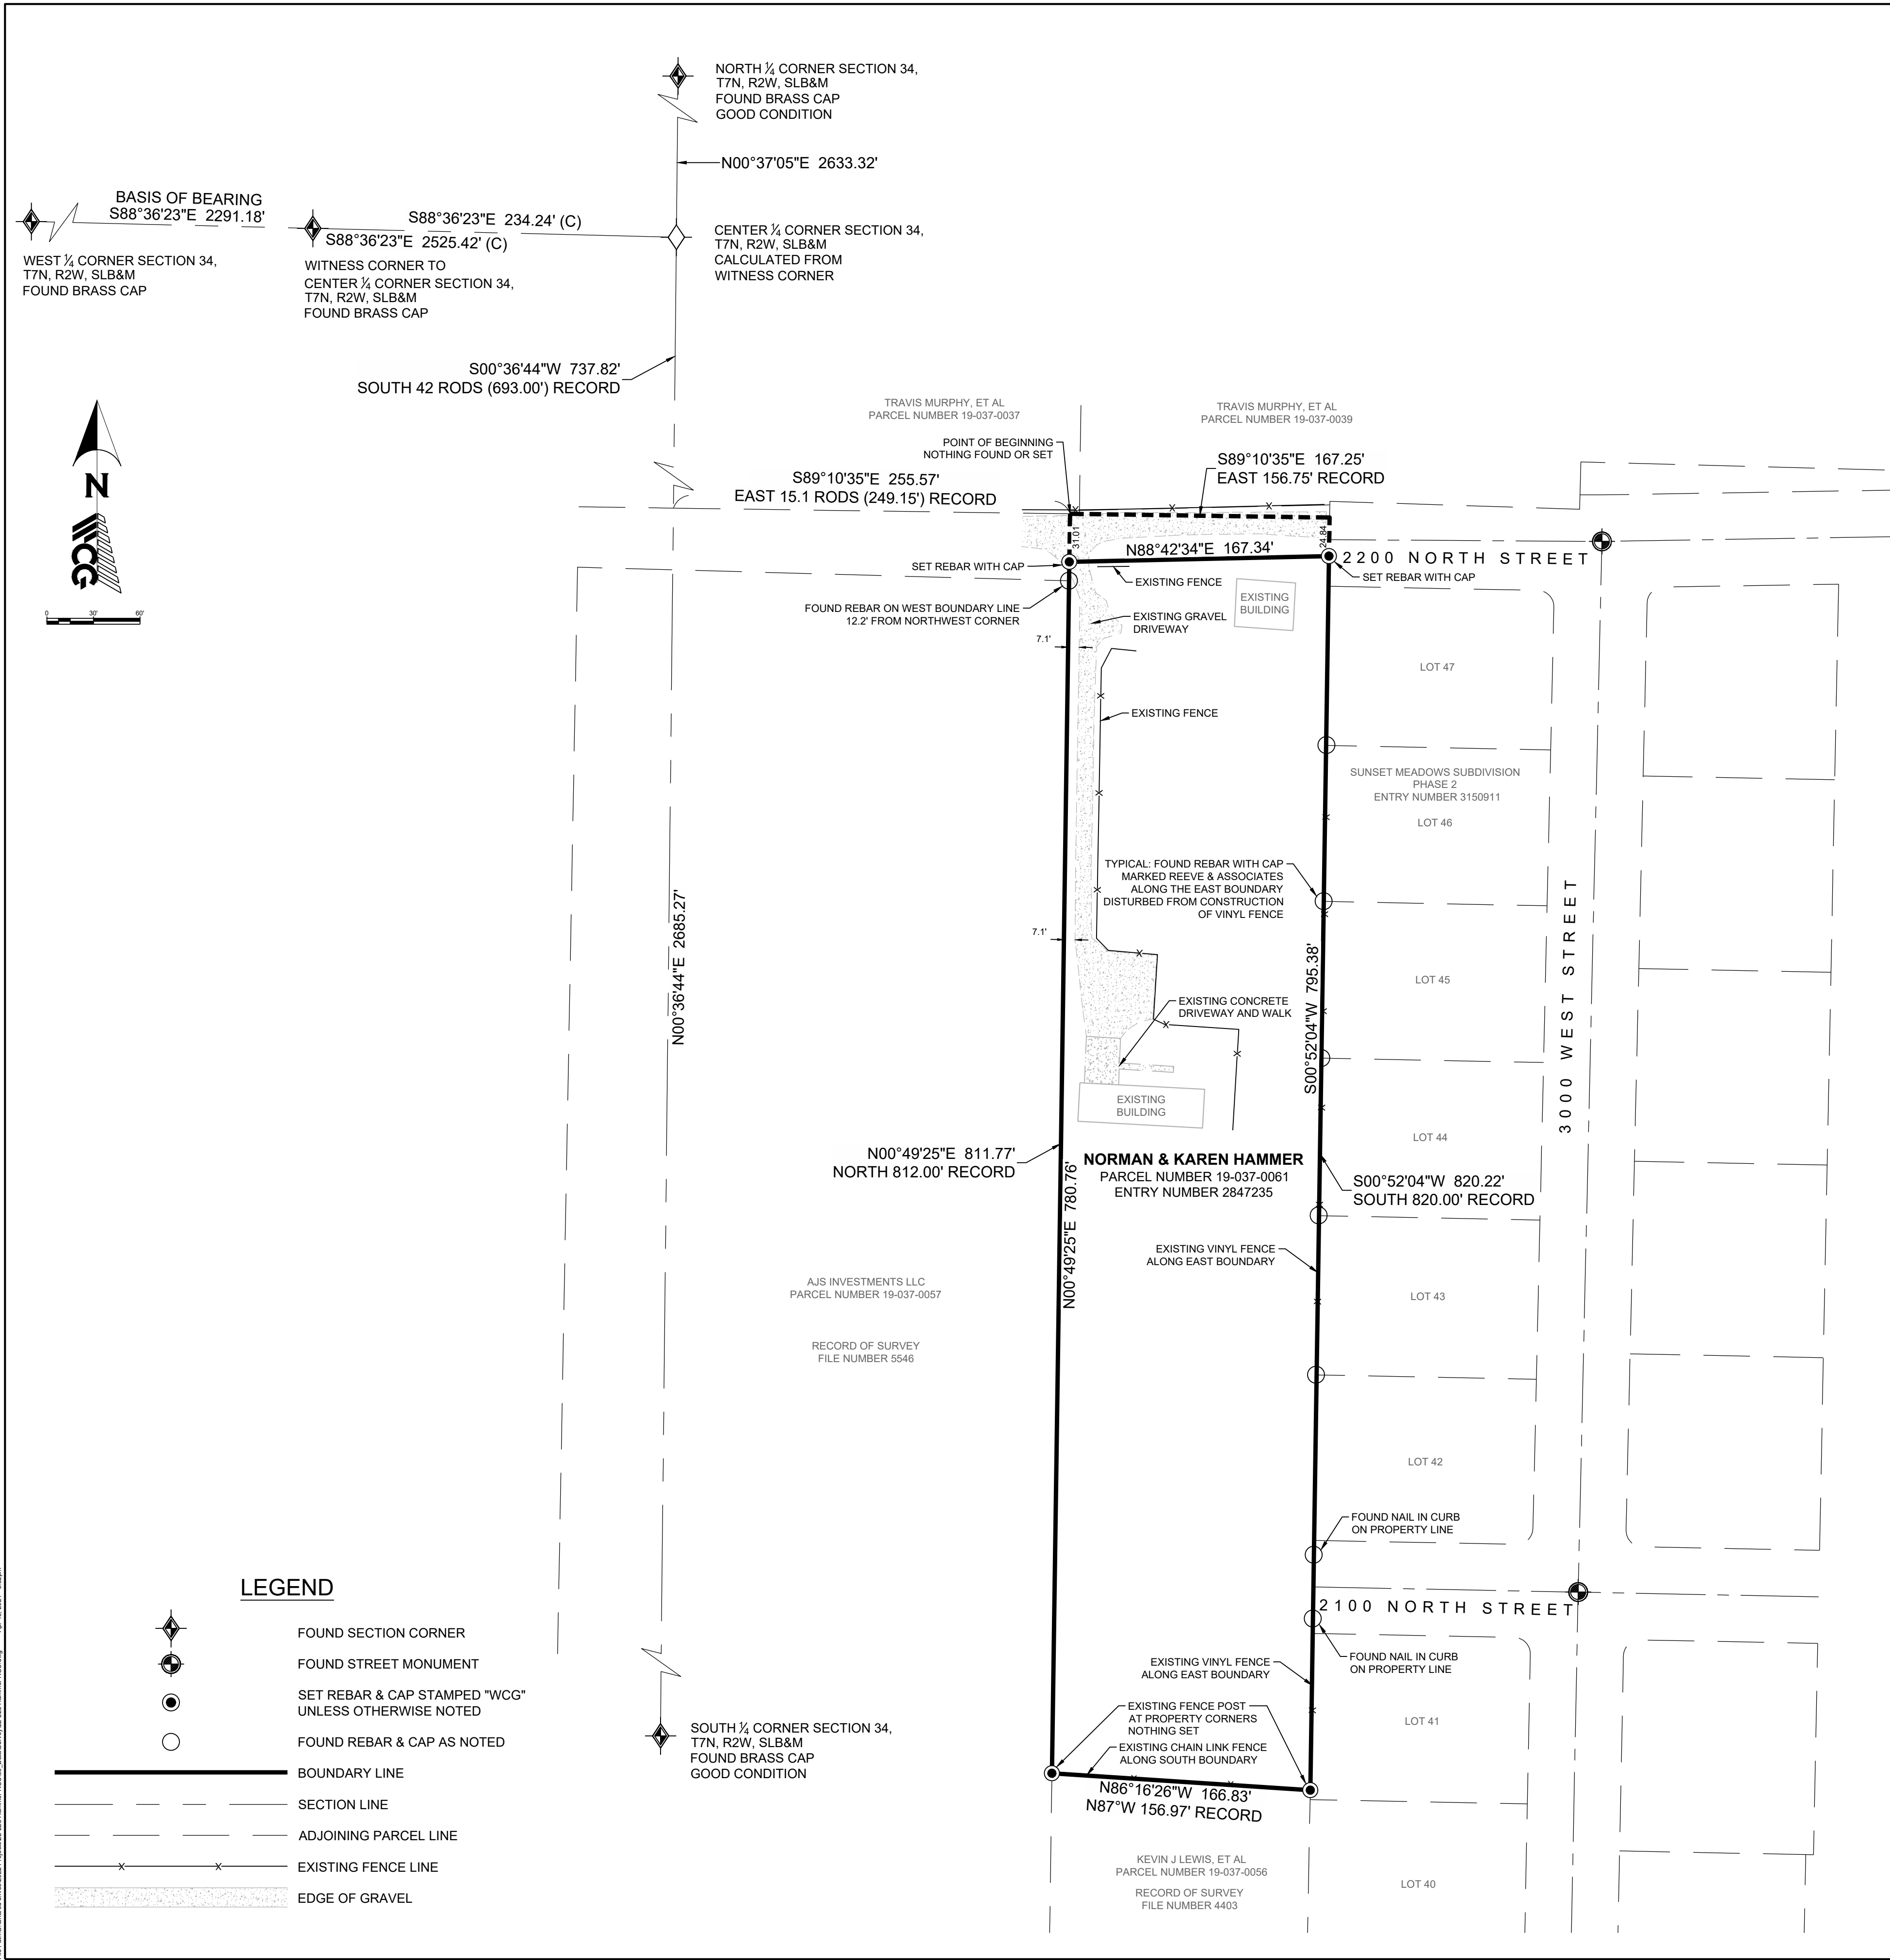 NORTH ¼ CORNER SECTION 34,
T7N, R2W, SLB&M
FOUND BRASS CAP
GOOD CONDITION
N00°37'05"E 2633.32'
BASIS OF BEARING
S88°36'23"E 2291.18'
S88°36'23"E 234.24' (C)
S88°36'23"E 2525.42' (C)
WEST ¼ CORNER SECTION 34,
T7N, R2W, SLB&M
FOUND BRASS CAP
WITNESS CORNER TO
CENTER ¼ CORNER SECTION 34,
T7N, R2W, SLB&M
FOUND BRASS CAP
CENTER ¼ CORNER SECTION 34,
T7N, R2W, SLB&M
CALCULATED FROM
WITNESS CORNER
S00°36'44"W 737.82'
SOUTH 42 RODS (693.00') RECORD
N
WCG
0 30' 60'
TRAVIS MURPHY, ET AL
PARCEL NUMBER 19-037-0037
TRAVIS MURPHY, ET AL
PARCEL NUMBER 19-037-0039
POINT OF BEGINNING
NOTHING FOUND OR SET
S89°10'35"E 255.57'
EAST 15.1 RODS (249.15') RECORD
S89°10'35"E 167.25'
EAST 156.75' RECORD
31.01
24.84
N88°42'34"E 167.34'
2200 NORTH STREET
SET REBAR WITH CAP
SET REBAR WITH CAP
EXISTING FENCE
EXISTING
BUILDING
FOUND REBAR ON WEST BOUNDARY LINE
12.2' FROM NORTHWEST CORNER
EXISTING GRAVEL
DRIVEWAY
7.1'
LOT 47
EXISTING FENCE
SUNSET MEADOWS SUBDIVISION
PHASE 2
ENTRY NUMBER 3150911
LOT 46
TYPICAL: FOUND REBAR WITH CAP
MARKED REEVE & ASSOCIATES
ALONG THE EAST BOUNDARY
DISTURBED FROM CONSTRUCTION
OF VINYL FENCE
7.1'
N00°36'44"E 2685.27'
S00°52'04"W 795.38'
3000 WEST STREET
LOT 45
EXISTING CONCRETE
DRIVEWAY AND WALK
EXISTING
BUILDING
LOT 44
N00°49'25"E 811.77'
NORTH 812.00' RECORD
NORMAN & KAREN HAMMER
PARCEL NUMBER 19-037-0061
ENTRY NUMBER 2847235
S00°52'04"W 820.22'
SOUTH 820.00' RECORD
N00°49'25"E 780.76'
EXISTING VINYL FENCE
ALONG EAST BOUNDARY
AJS INVESTMENTS LLC
PARCEL NUMBER 19-037-0057
LOT 43
RECORD OF SURVEY
FILE NUMBER 5546
LOT 42
FOUND NAIL IN CURB
ON PROPERTY LINE
2100 NORTH STREET
FOUND NAIL IN CURB
ON PROPERTY LINE
EXISTING VINYL FENCE
ALONG EAST BOUNDARY
EXISTING FENCE POST
AT PROPERTY CORNERS
NOTHING SET
EXISTING CHAIN LINK FENCE
ALONG SOUTH BOUNDARY
LOT 41
N86°16'26"W 166.83'
N87°W 156.97' RECORD
SOUTH ¼ CORNER SECTION 34,
T7N, R2W, SLB&M
FOUND BRASS CAP
GOOD CONDITION
KEVIN J LEWIS, ET AL
PARCEL NUMBER 19-037-0056
RECORD OF SURVEY
FILE NUMBER 4403
LOT 40
LEGEND
FOUND SECTION CORNER
FOUND STREET MONUMENT
SET REBAR & CAP STAMPED "WCG"
UNLESS OTHERWISE NOTED
FOUND REBAR & CAP AS NOTED
BOUNDARY LINE
SECTION LINE
ADJOINING PARCEL LINE
EXISTING FENCE LINE
EDGE OF GRAVEL